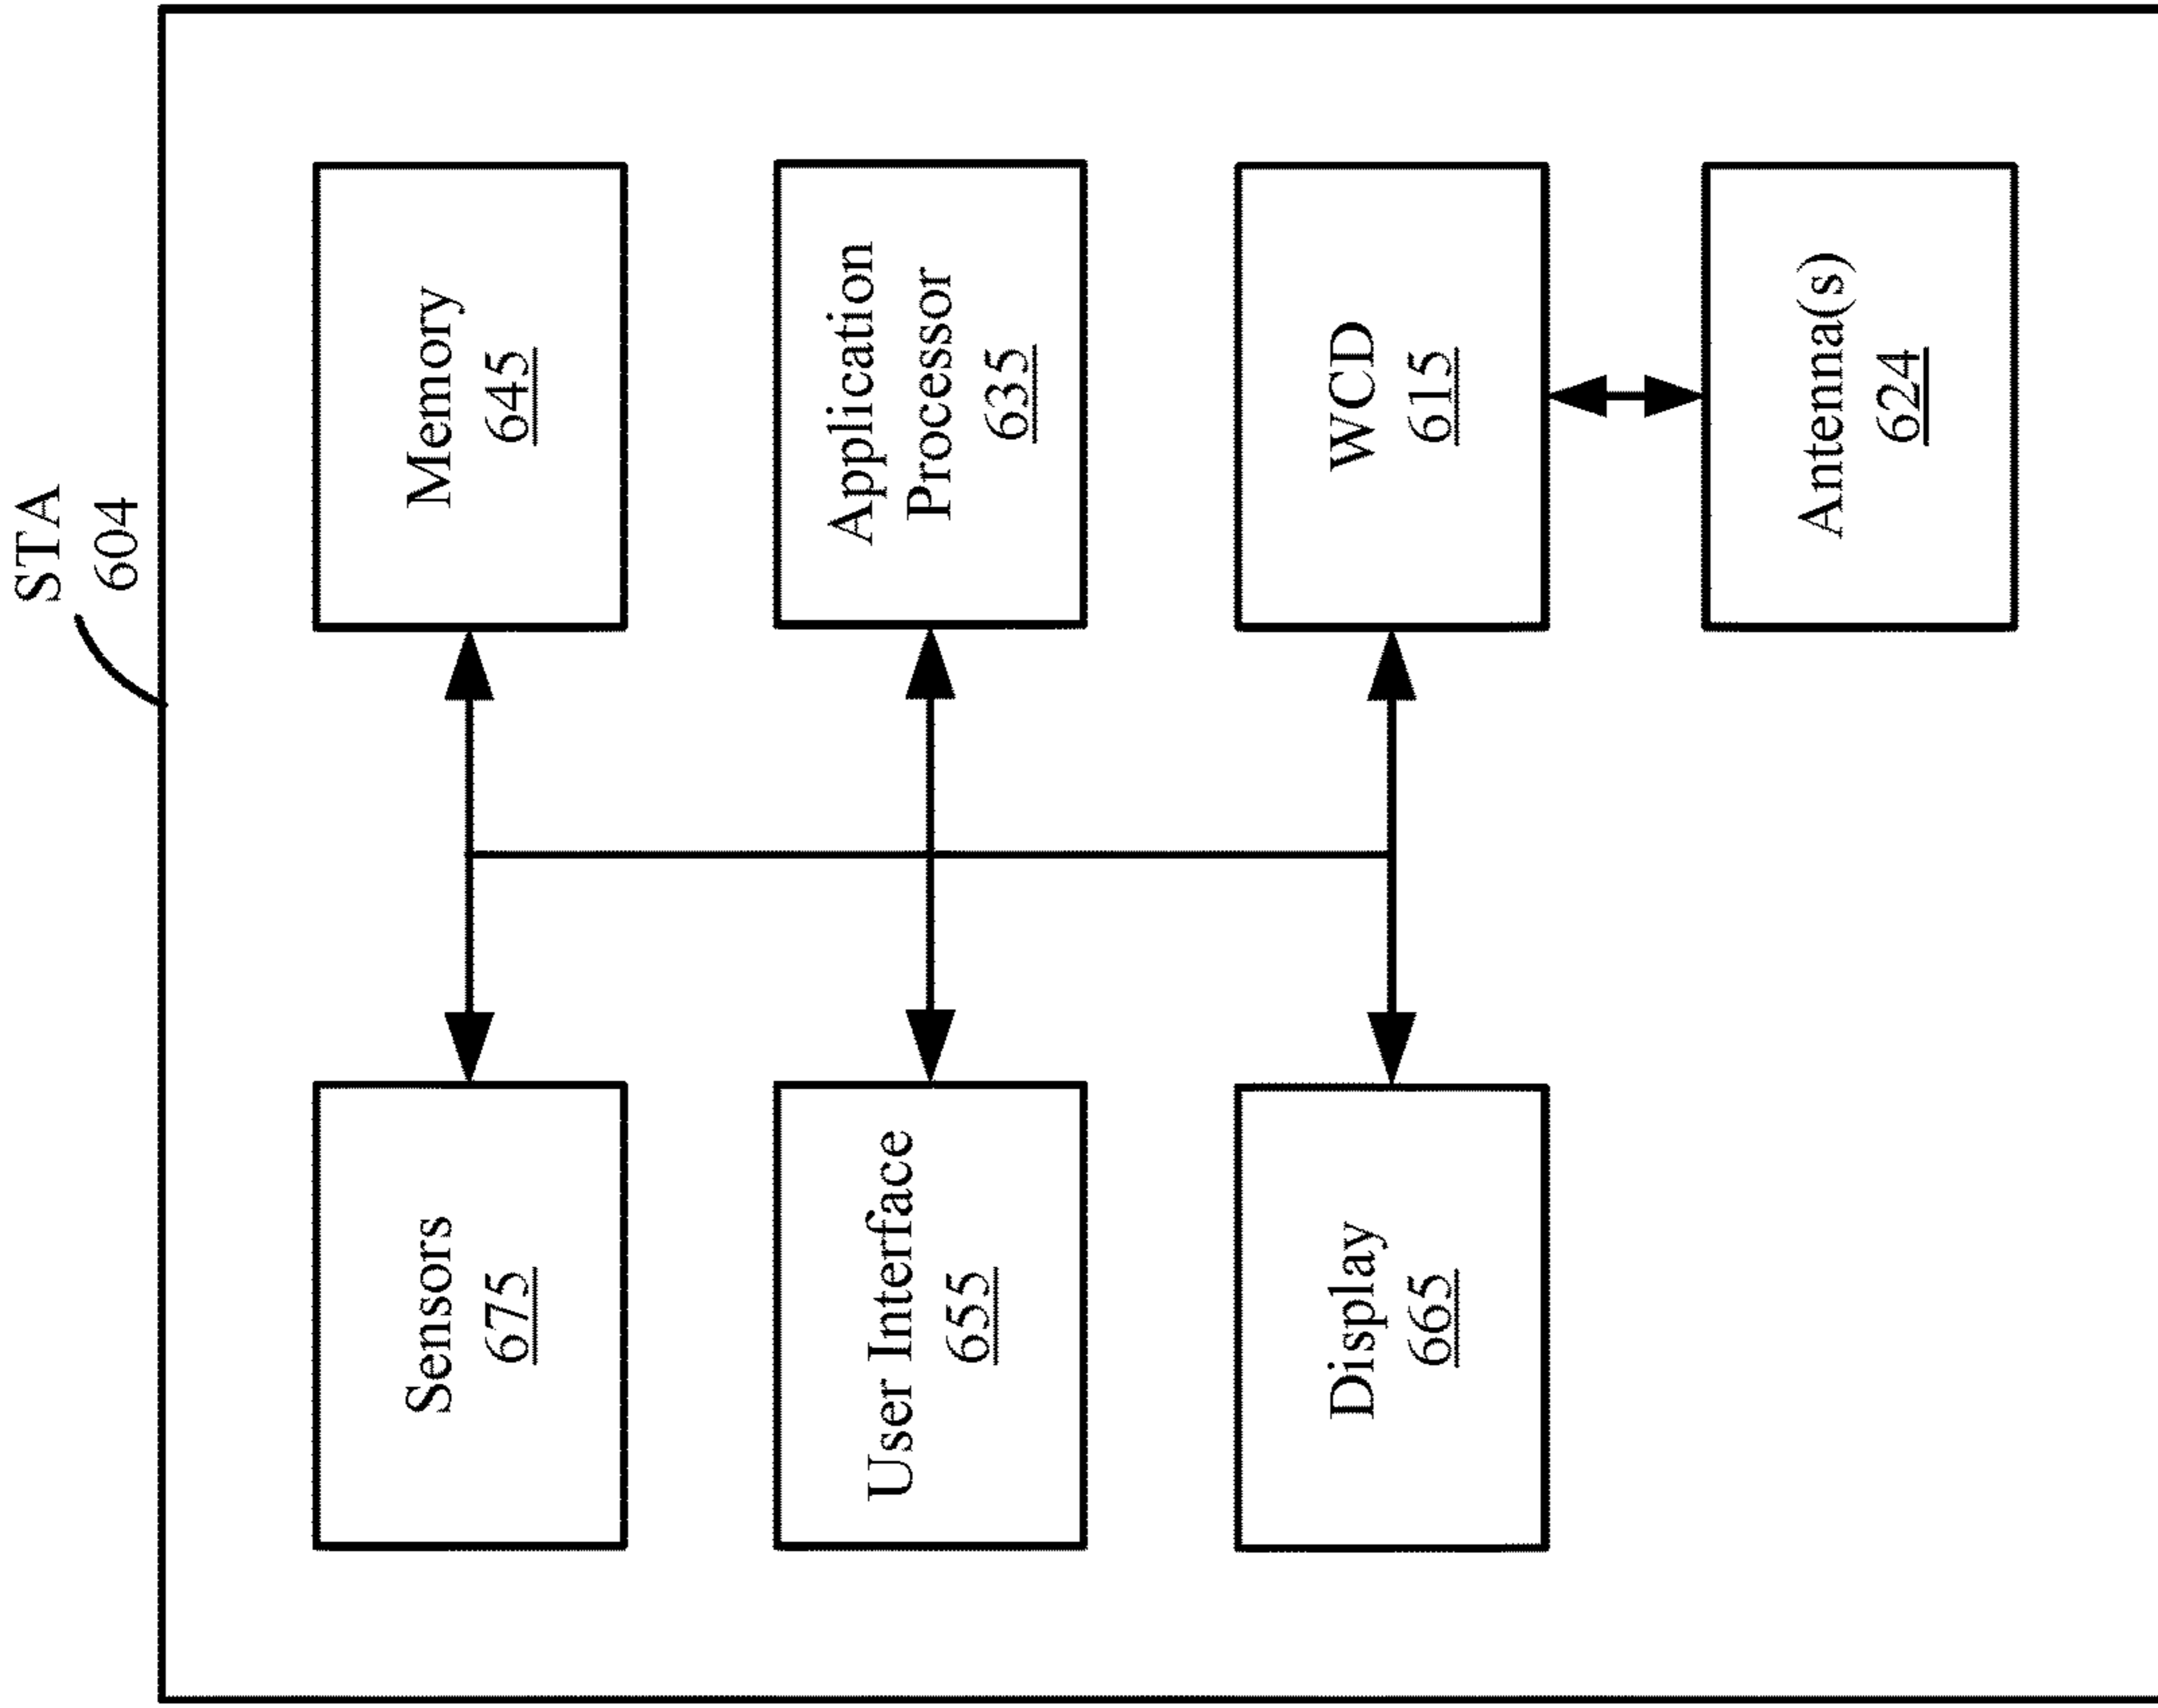 STA
604
Sensors
675
Memory
645
User Interface
655
Application
Processor
635
Display
665
WCD
615
Antenna(s)
624